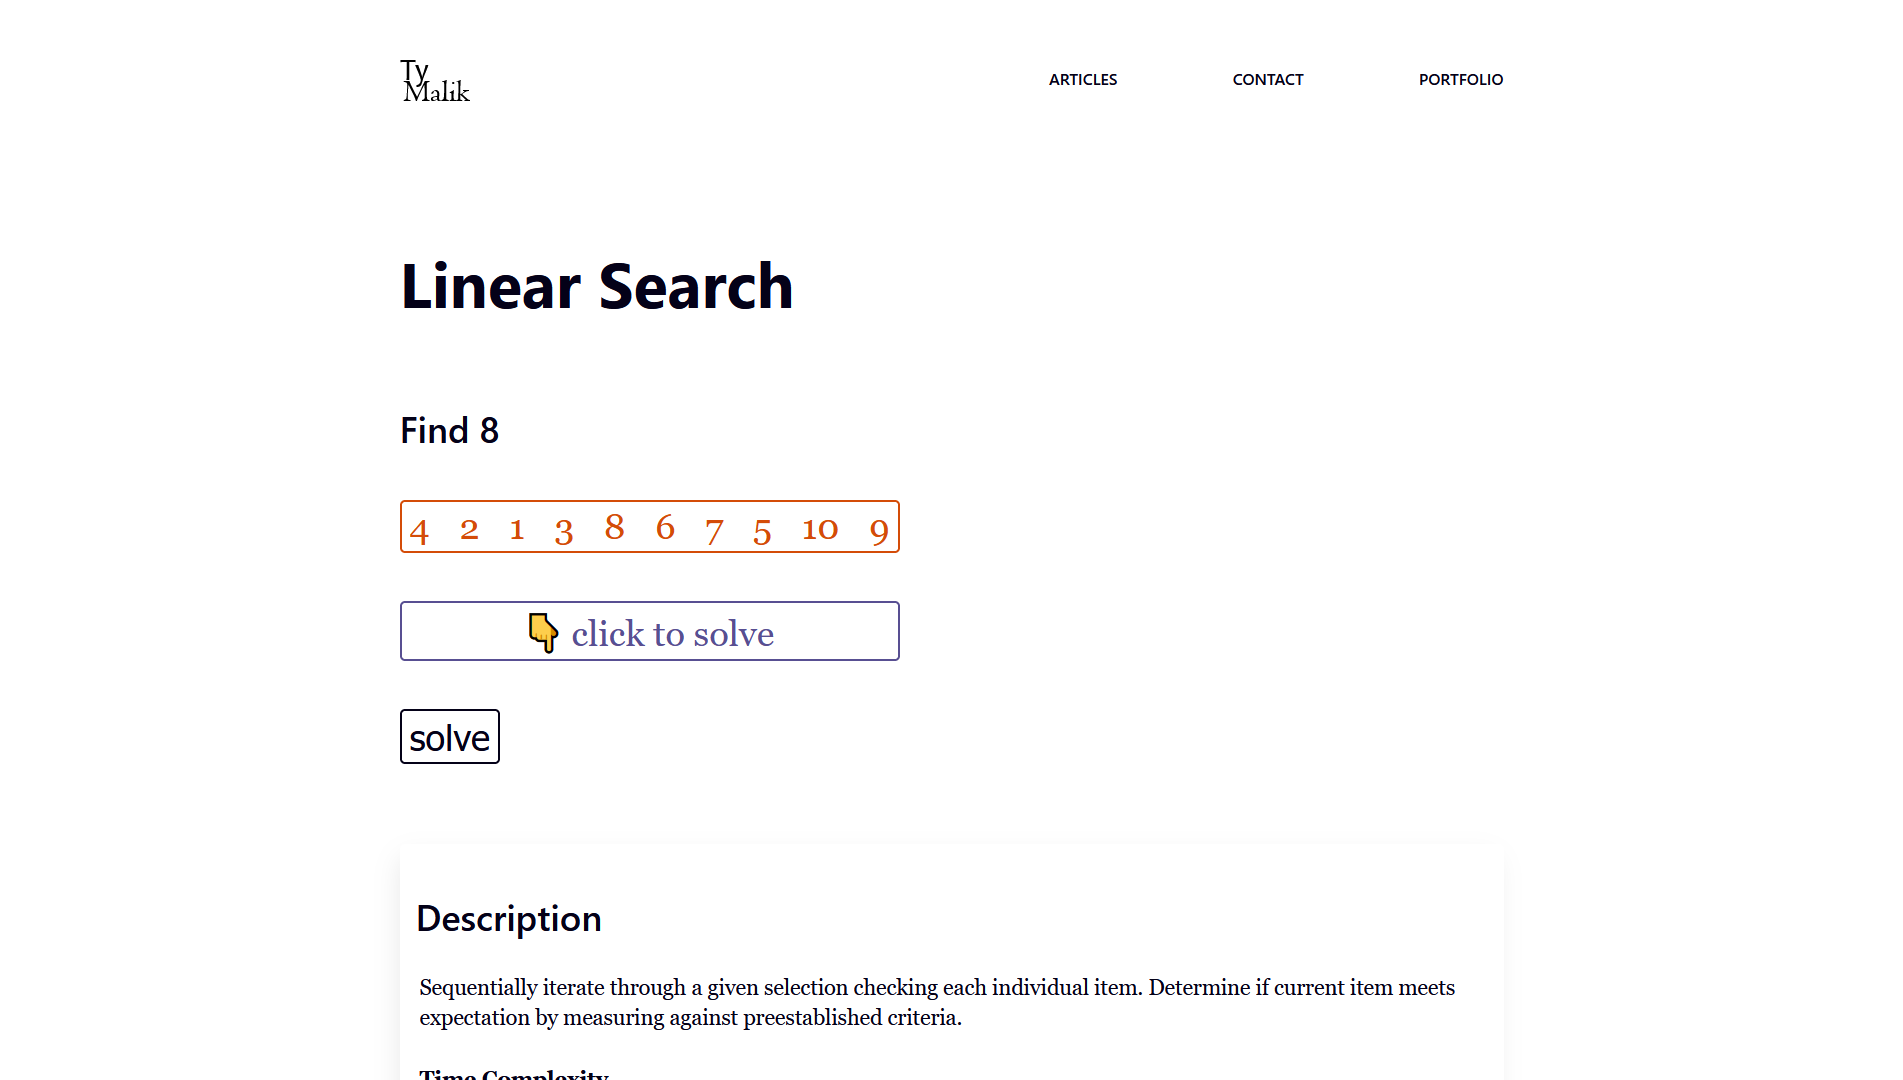 Ty
Malik
ARTICLES CONTACT PORTFOLIO
Linear Search
Find 8
4 2 1 3 8 6 7 5 10 9
👇 click to solve
solve
Description
Sequentially iterate through a given selection checking each individual item. Determine if current item meets
expectation by measuring against preestablished criteria.
Time Complexity